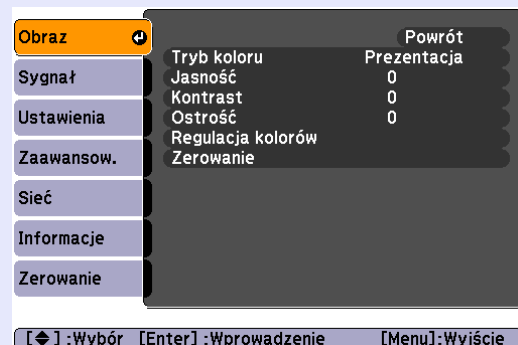 Obraz
Sygnał
Ustawienia
Zaawansow.
Sieć
Informacje
Zerowanie
Powrót
Tryb koloru Prezentacja
Jasność 0
Kontrast 0
Ostrość 0
Regulacja kolorów
Zerowanie
[◆] :Wybór [Enter] :Wprowadzenie [Menu]:Wyjście